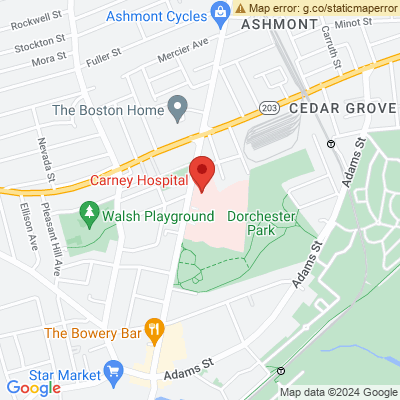 Map error: g.co/staticmaperror
Rockwell St
Ashmont Cycles
ASHMONT
Minot St
Stockton St
Mercier Ave
Carruth St
Mora St
Fuller St
The Boston Home
203
CEDAR GROVE
Nevada St
Adams St
Carney Hospital
Ellison Ave
Pleasant Hill Ave
Walsh Playground
Dorchester
Park
Adams St
The Bowery Bar
Star Market
Adams St
Google
Map data ©2024 Google